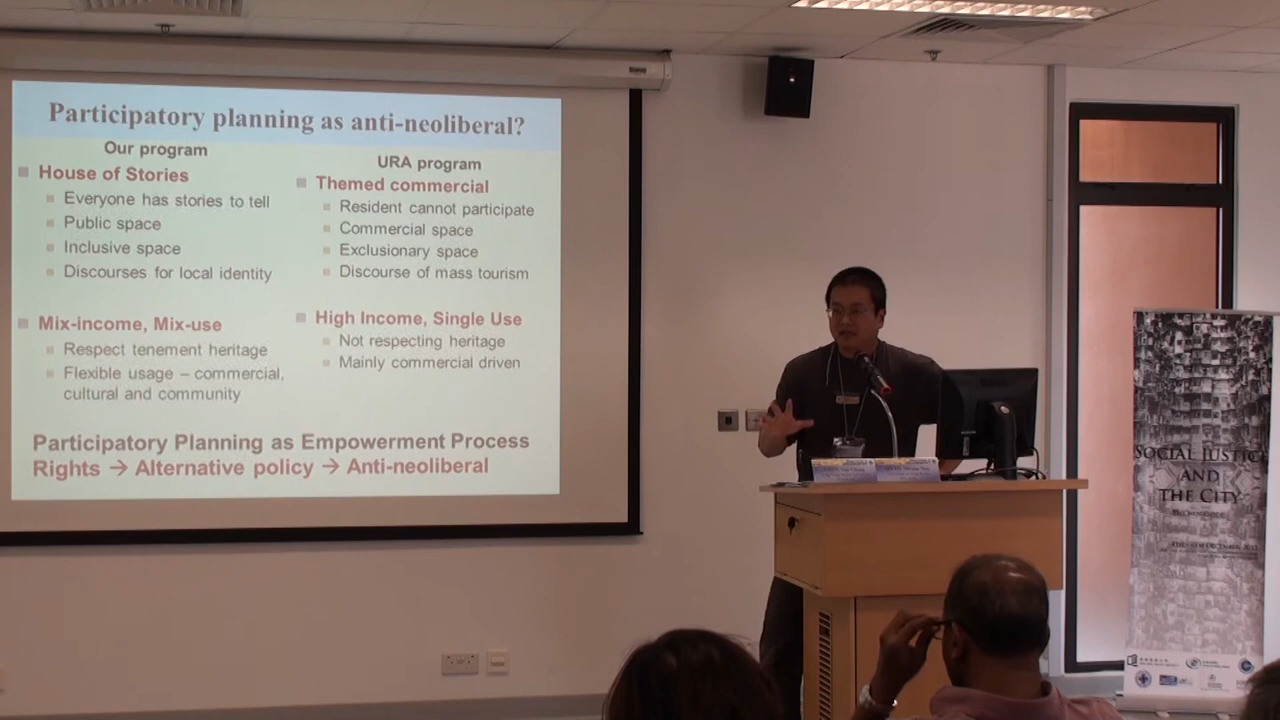 Participatory planning as anti-neoliberal?
Our program
House of Stories
Everyone has stories to tell
Public space
Inclusive space
Discourses for local identity
Mix-income, Mix-use
Respect tenement heritage
Flexible usage – commercial,
cultural and community
URA program
Themed commercial
Resident cannot participate
Commercial space
Exclusionary space
Discourse of mass tourism
High Income, Single Use
Not respecting heritage
Mainly commercial driven
Participatory Planning as Empowerment Process
Rights → Alternative policy → Anti-neoliberal
SOCIAL JUSTICE
AND
THE CITY